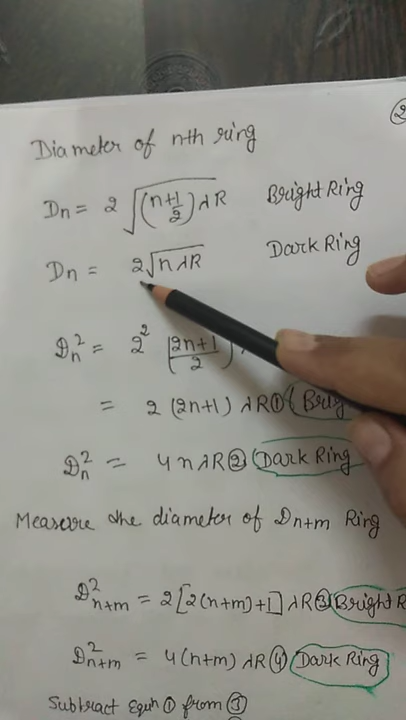 ②
Diameter of nth ring
Dn = 2 √(n+1/2)λR Bright Ring
Dn = 2√nλR Dark Ring
Dn² = 2² (2n+1/2)
= 2 (2n+1) λR ① (Brig
Dn² = 4nλR ② Dark Ring
Measure the diameter of Dn+m Ring
D²n+m = 2[2(n+m)+1] λR ③ Bright R
D²n+m = 4(n+m) λR ④ Dark Ring
Subtract Equn ① from ③